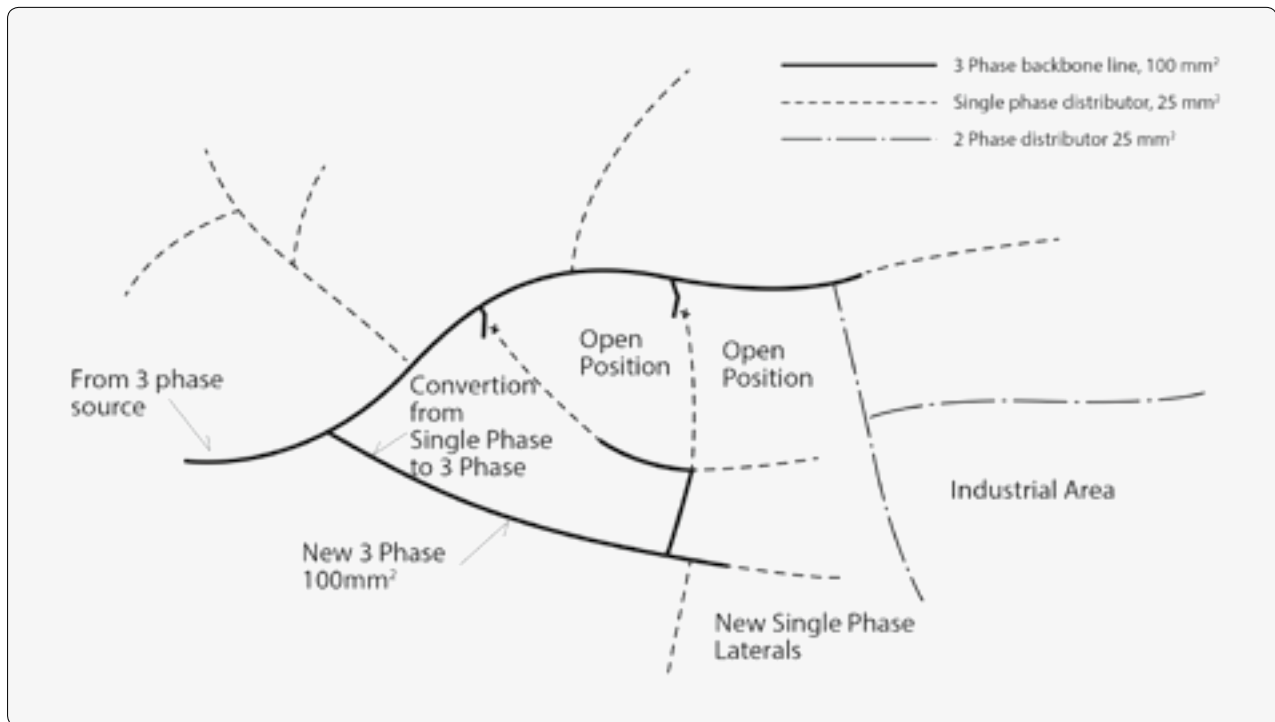 3 Phase backbone line, 100 mm²
Single phase distributor, 25 mm²
2 Phase distributor 25 mm²
Open
Position
Open
Position
From 3 phase
source
Convertion
from
Single Phase
to 3 Phase
Industrial Area
New 3 Phase
100mm²
New Single Phase
Laterals